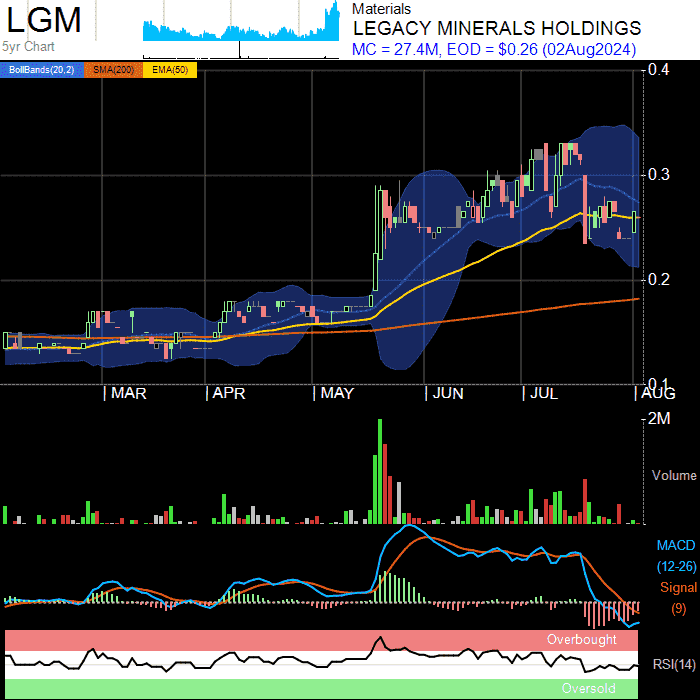 LGM
5yr Chart
Materials
LEGACY MINERALS HOLDINGS
MC = 27.4M, EOD = $0.26 (02Aug2024)
BollBands(20,2) SMA(200) EMA(50)
0.4
0.3
0.2
0.1
MAR APR MAY JUN JUL AUG
2M
Volume
MACD
(12-26)
Signal
(9)
Overbought
RSI(14)
Oversold